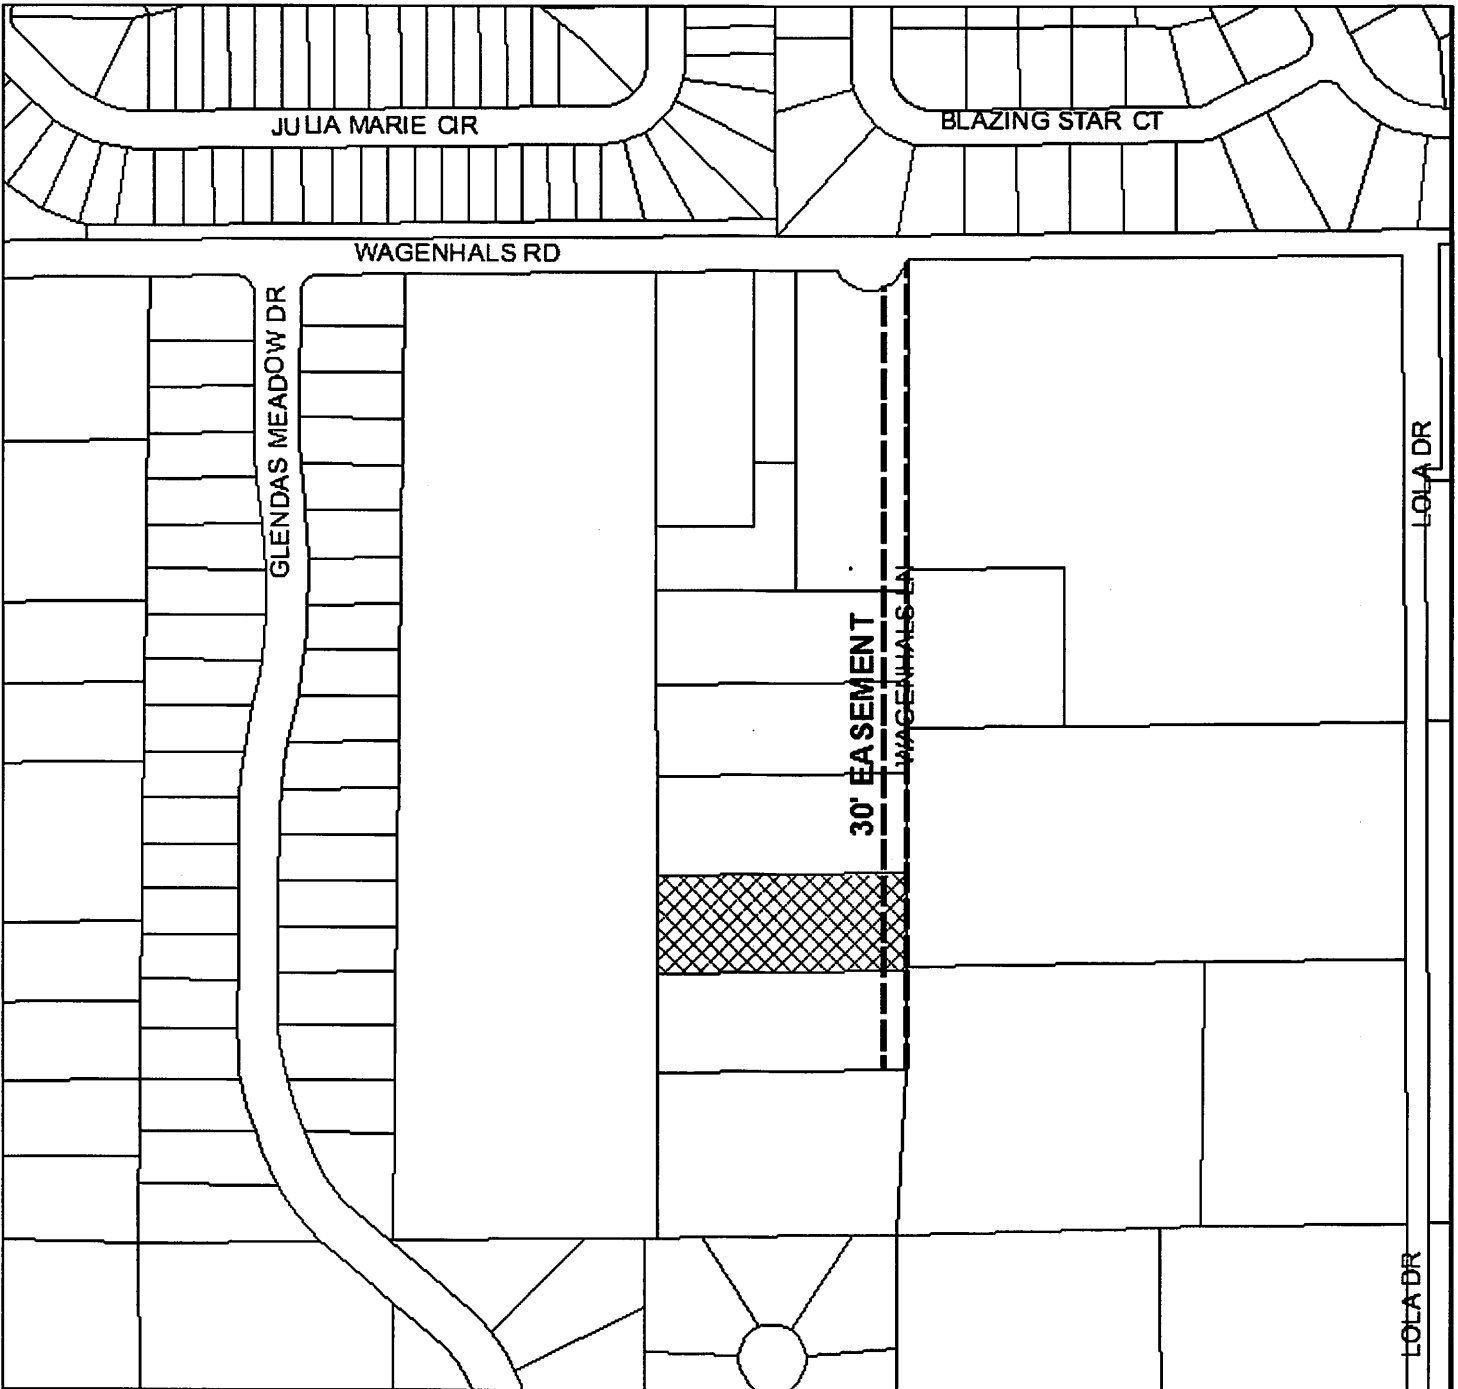 JULIA MARIE CIR
BLAZING STAR CT
WAGENHALS RD
GLENDAS MEADOW DR
LOLA DR
WAGENHALS LN
30' EASEMENT
LOLA DR